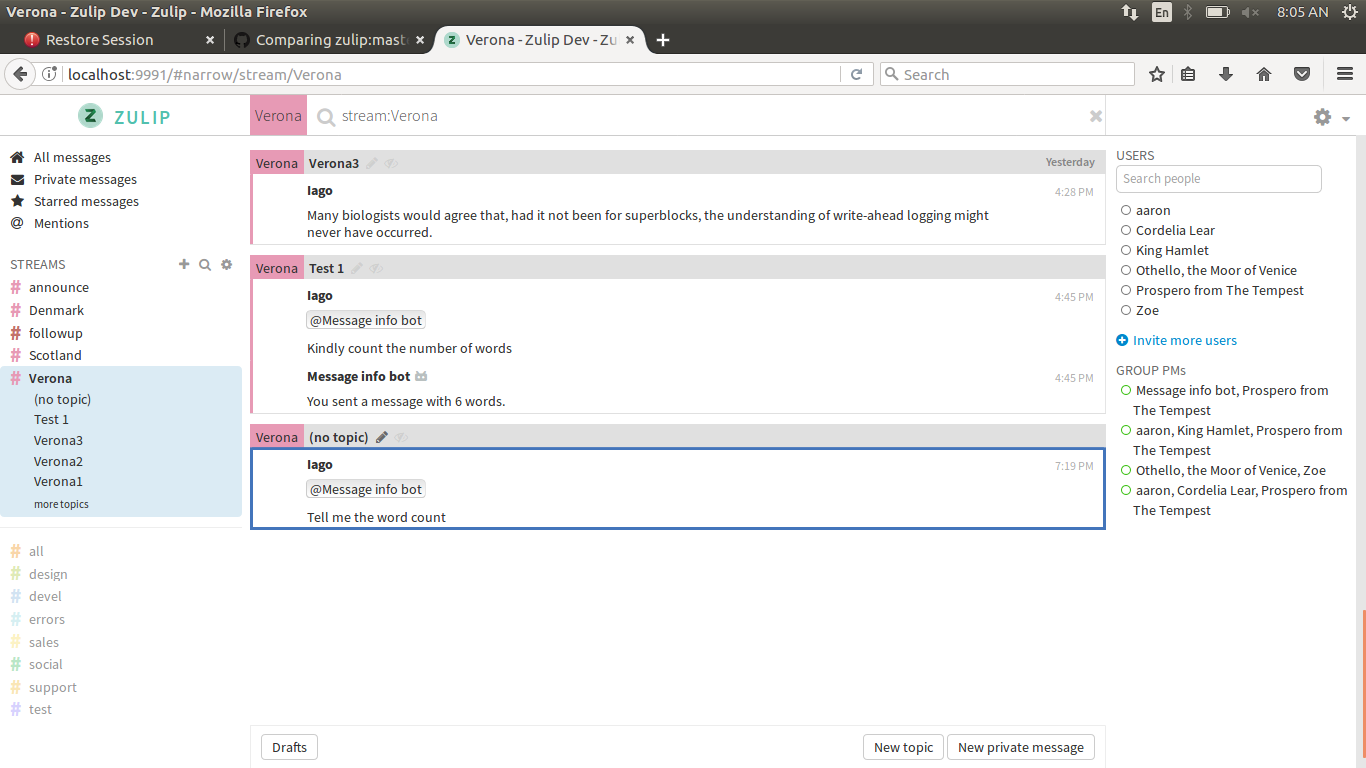 Verona - Zulip Dev - Zulip - Mozilla Firefox
En
8:05 AN
Restore Session
Comparing zulip:mast
Verona - Zulip Dev - Zu
localhost:9991/#narrow/stream/Verona
Search
ZULIP
Verona
stream:Verona
All messages
Private messages
Starred messages
@ Mentions
STREAMS
# announce
# Denmark
# followup
# Scotland
# Verona
(no topic)
Test 1
Verona3
Verona2
Verona1
more topics
# all
# design
# devel
# errors
# sales
# social
# support
# test
Verona Verona3 Yesterday
Iago 4:28 PM
Many biologists would agree that, had it not been for superblocks, the understanding of write-ahead logging might
never have occurred.
Verona Test 1
Iago 4:45 PM
@Message info bot
Kindly count the number of words
Message info bot 4:45 PM
You sent a message with 6 words.
Verona (no topic)
Iago 7:19 PM
@Message info bot
Tell me the word count
Drafts
New topic
New private message
USERS
Search people
aaron
Cordelia Lear
King Hamlet
Othello, the Moor of Venice
Prospero from The Tempest
Zoe
Invite more users
GROUP PMs
Message info bot, Prospero from
The Tempest
aaron, King Hamlet, Prospero from
The Tempest
Othello, the Moor of Venice, Zoe
aaron, Cordelia Lear, Prospero from
The Tempest